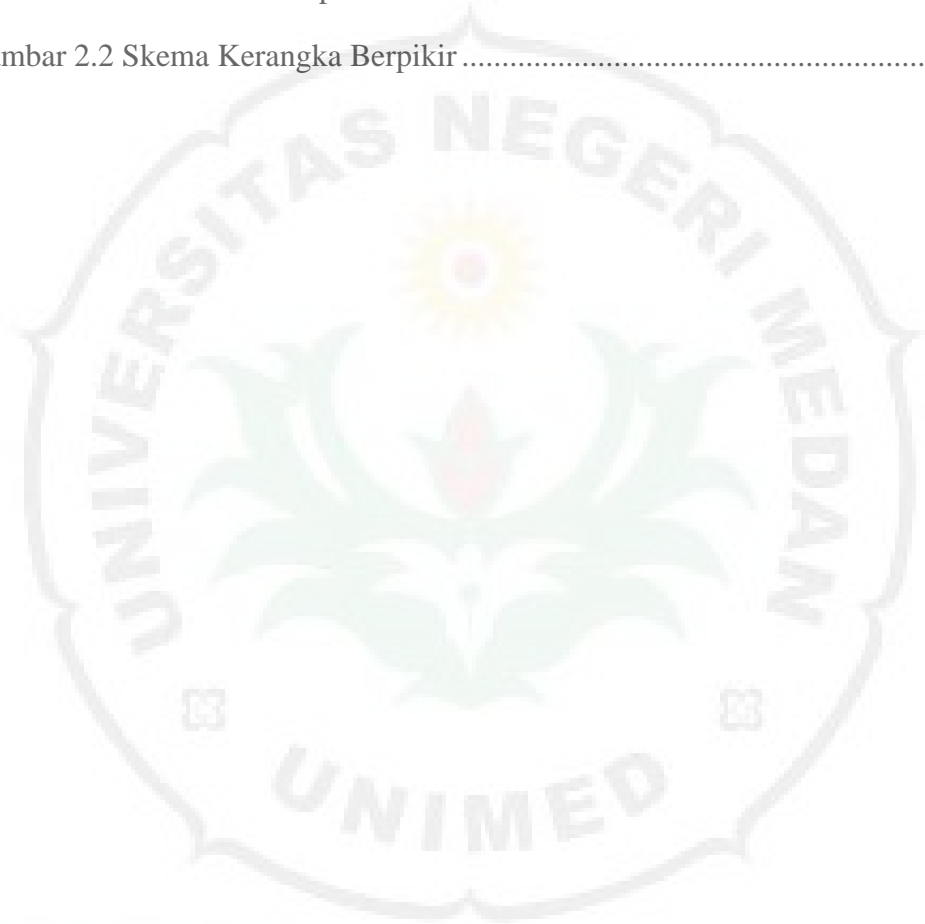 mbar 2.2 Skema Kerangka Berpikir ..........................................................
UNIVERSITAS NEGERI MEDAN
UNIMED